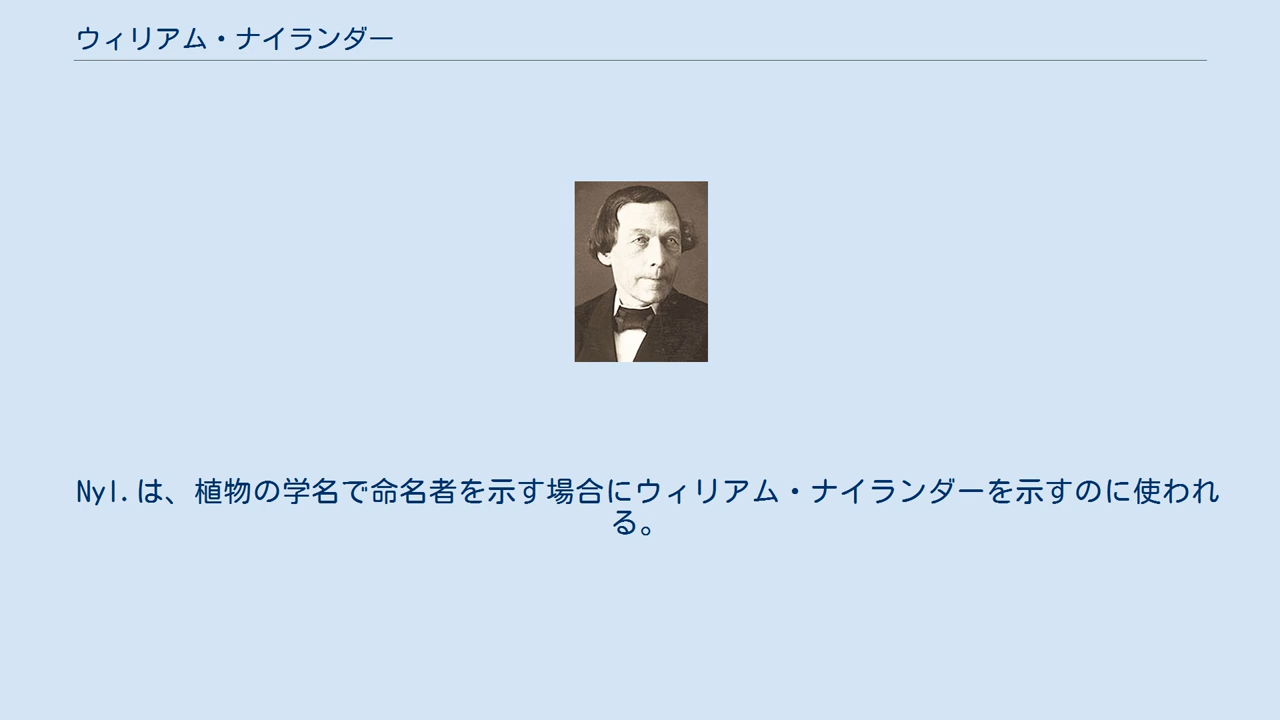 ウィリアム・ナイランダー
Nyl.は、植物の学名で命名者を示す場合にウィリアム・ナイランダーを示すのに使われ
る。